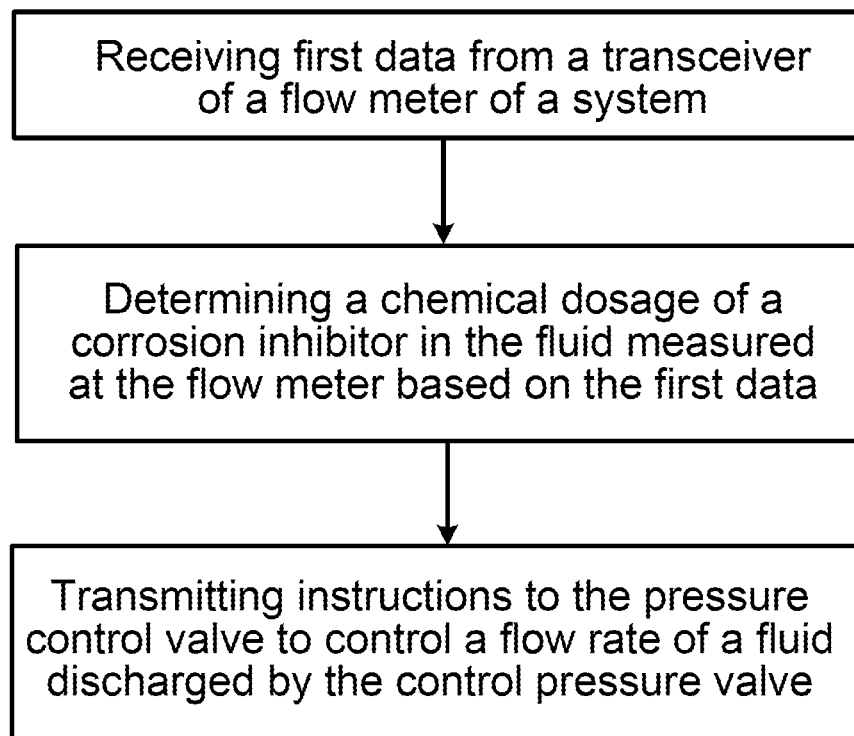 Receiving first data from a transceiver
of a flow meter of a system
Determining a chemical dosage of a
corrosion inhibitor in the fluid measured
at the flow meter based on the first data
Transmitting instructions to the pressure
control valve to control a flow rate of a fluid
discharged by the control pressure valve